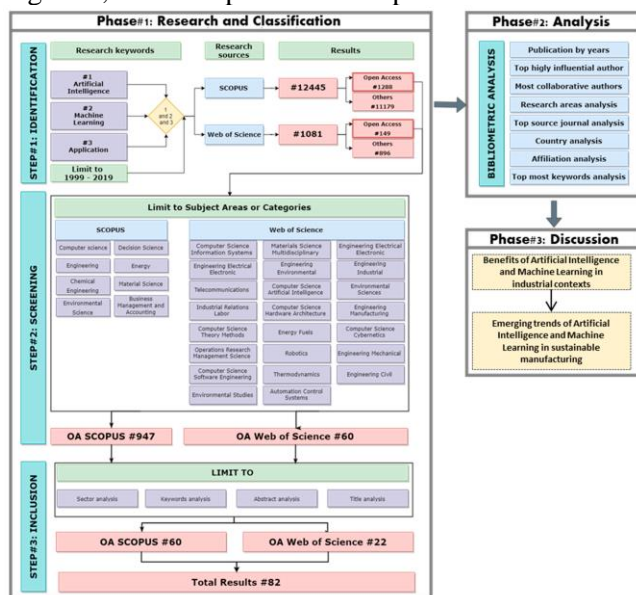 Phase#1: Research and Classification
STEP#1: IDENTIFICATION
Research keywords
Research
sources
Results
#1
Artificial
Intelligence
#2
Machine
Learning
#3
Application
Limit to
1999 - 2019
1
and 2
and 3
SCOPUS
Web of Science
#12445
#1081
Open Access
#1288
Others
#11179
Open Access
#149
Others
#896
STEP#2: SCREENING
Limit to Subject Areas or Categories
SCOPUS
Computer science
Decision Science
Engineering
Energy
Chemical
Engineering
Material Science
Environmental
Science
Business
Management and
Accounting
Web of Science
Computer Science
Information Systems
Materials Science
Multidisciplinary
Engineering Electrical
Electronic
Engineering Electrical
Electronic
Engineering
Environmental
Engineering
Industrial
Telecommunications
Computer Science
Artificial Intelligence
Environmental
Sciences
Industrial Relations
Labor
Computer Science
Hardware Architecture
Engineering
Manufacturing
Computer Science
Theory Methods
Energy Fuels
Computer Science
Cybernetics
Operations Research
Management Science
Robotics
Engineering Mechanical
Computer Science
Software Engineering
Thermodynamics
Engineering Civil
Environmental Studies
Automation Control
Systems
OA SCOPUS #947
OA Web of Science #60
STEP#3: INCLUSION
LIMIT TO
Sector analysis
Keywords analysis
Abstract analysis
Title analysis
OA SCOPUS #60
OA Web of Science #22
Total Results #82
Phase#2: Analysis
BIBLIOMETRIC ANALYSIS
Publication by years
Top higly influential author
Most collaborative authors
Research areas analysis
Top source journal analysis
Country analysis
Affiliation analysis
Top most keywords analysis
Phase#3: Discussion
Benefits of Artificial Intelligence
and Machine Learning in
industrial contexts
Emerging trends of Artificial
Intelligence and Machine
Learning in sustainable
manufacturing